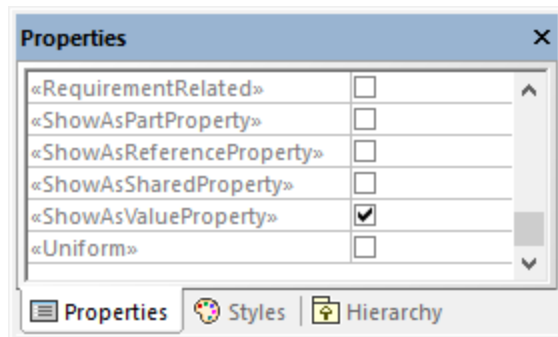 Properties
«RequirementRelated»
«ShowAsPartProperty»
«ShowAsReferenceProperty»
«ShowAsSharedProperty»
«ShowAsValueProperty»
«Uniform»
Properties Styles Hierarchy